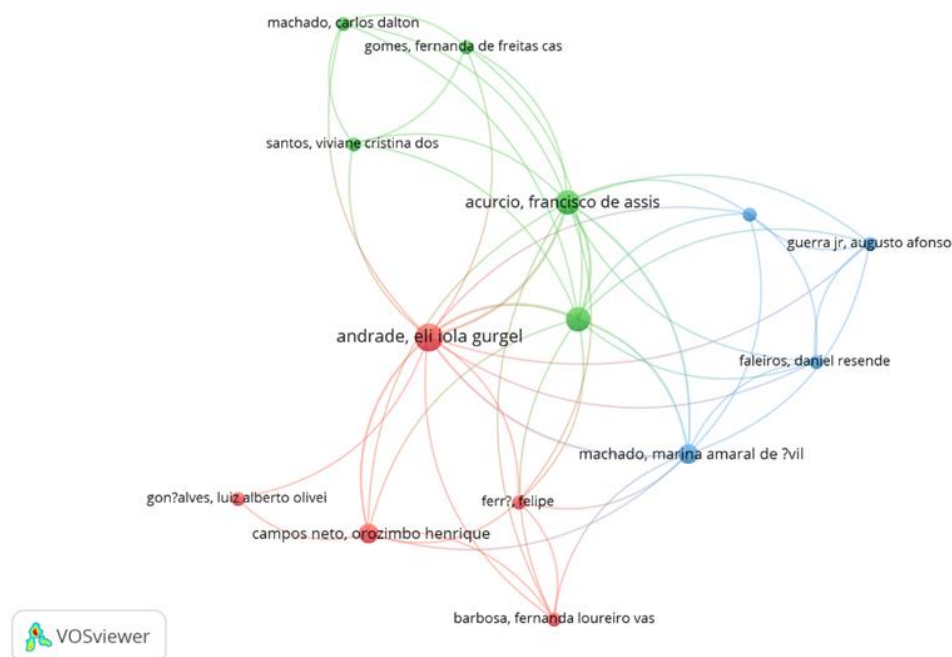 machado, carlos dalton
gomes, fernanda de freitas cas
santos, viviane cristina dos
acurcio, francisco de assis
guerra jr, augusto afonso
andrade, eli iola gurgel
faleiros, daniel resende
machado, marina amaral de ?vil
gon?alves, luiz alberto olivei
ferr?, felipe
campos neto, orozimbo henrique
barbosa, fernanda loureiro vas
VOSviewer